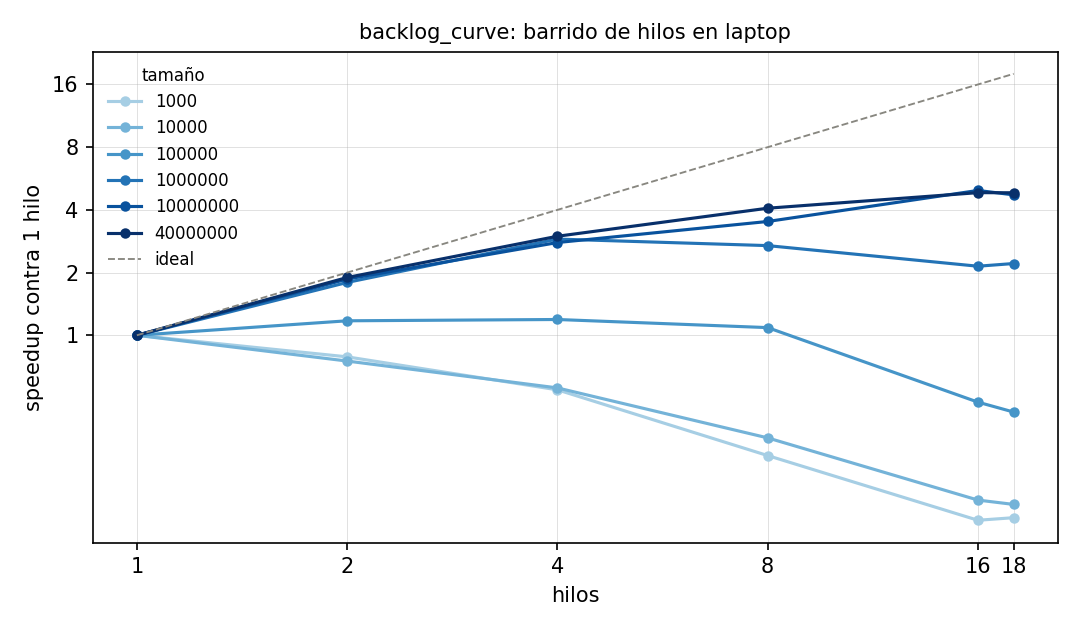 backlog_curve: barrido de hilos en laptop
speedup contra 1 hilo
16
8
4
2
1
tamaño
1000
10000
100000
1000000
10000000
40000000
ideal
1 2 4 8 16 18
hilos